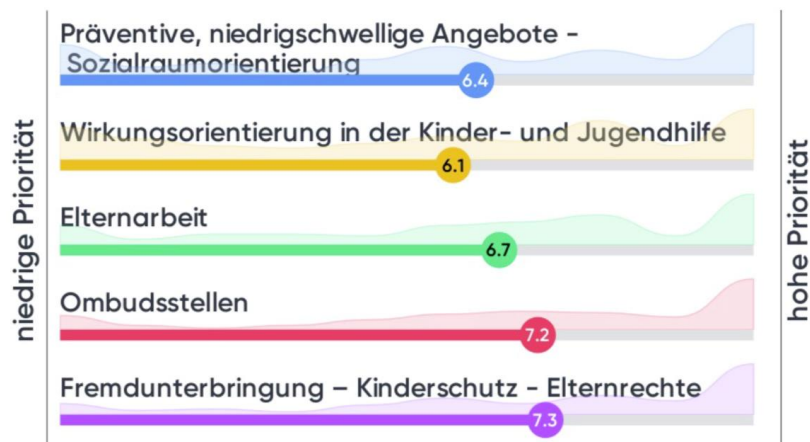 Präventive, niedrigschwellige Angebote -
Sozialraumorientierung
6.4
Wirkungsorientierung in der Kinder- und Jugendhilfe
6.1
Elternarbeit
6.7
Ombudsstellen
7.2
Fremdunterbringung – Kinderschutz - Elternrechte
7.3
niedrige Priorität
hohe Priorität